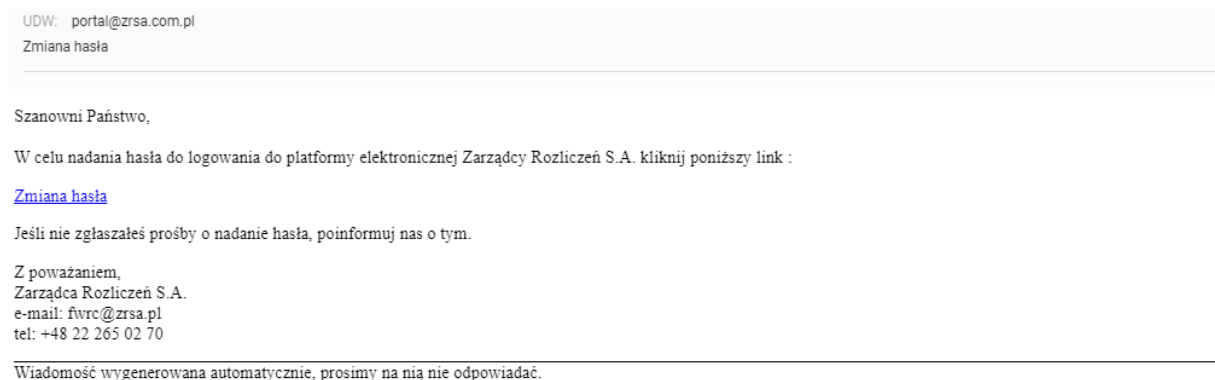 UDW: portal@zrsa.com.pl
Zmiana hasła
Szanowni Państwo,
W celu nadania hasła do logowania do platformy elektronicznej Zarządcy Rozliczeń S.A. kliknij poniższy link :
Zmiana hasła
Jeśli nie zgłaszałeś prośby o nadanie hasła, poinformuj nas o tym.
Z poważaniem,
Zarządca Rozliczeń S.A.
e-mail: fwrc@zrsa.pl
tel: +48 22 265 02 70
Wiadomość wygenerowana automatycznie, prosimy na nią nie odpowiadać.